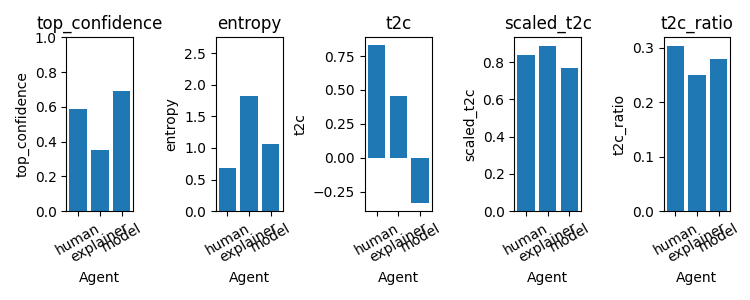 top_confidence
entropy
t2c
scaled_t2c
t2c_ratio
top_confidence
1.0
0.8
0.6
0.4
0.2
0.0
human
explainer
model
Agent
entropy
2.5
2.0
1.5
1.0
0.5
0.0
human
explainer
model
Agent
t2c
0.75
0.50
0.25
0.00
−0.25
human
explainer
model
Agent
scaled_t2c
0.8
0.6
0.4
0.2
0.0
human
explainer
model
Agent
t2c_ratio
0.3
0.2
0.1
0.0
human
explainer
model
Agent